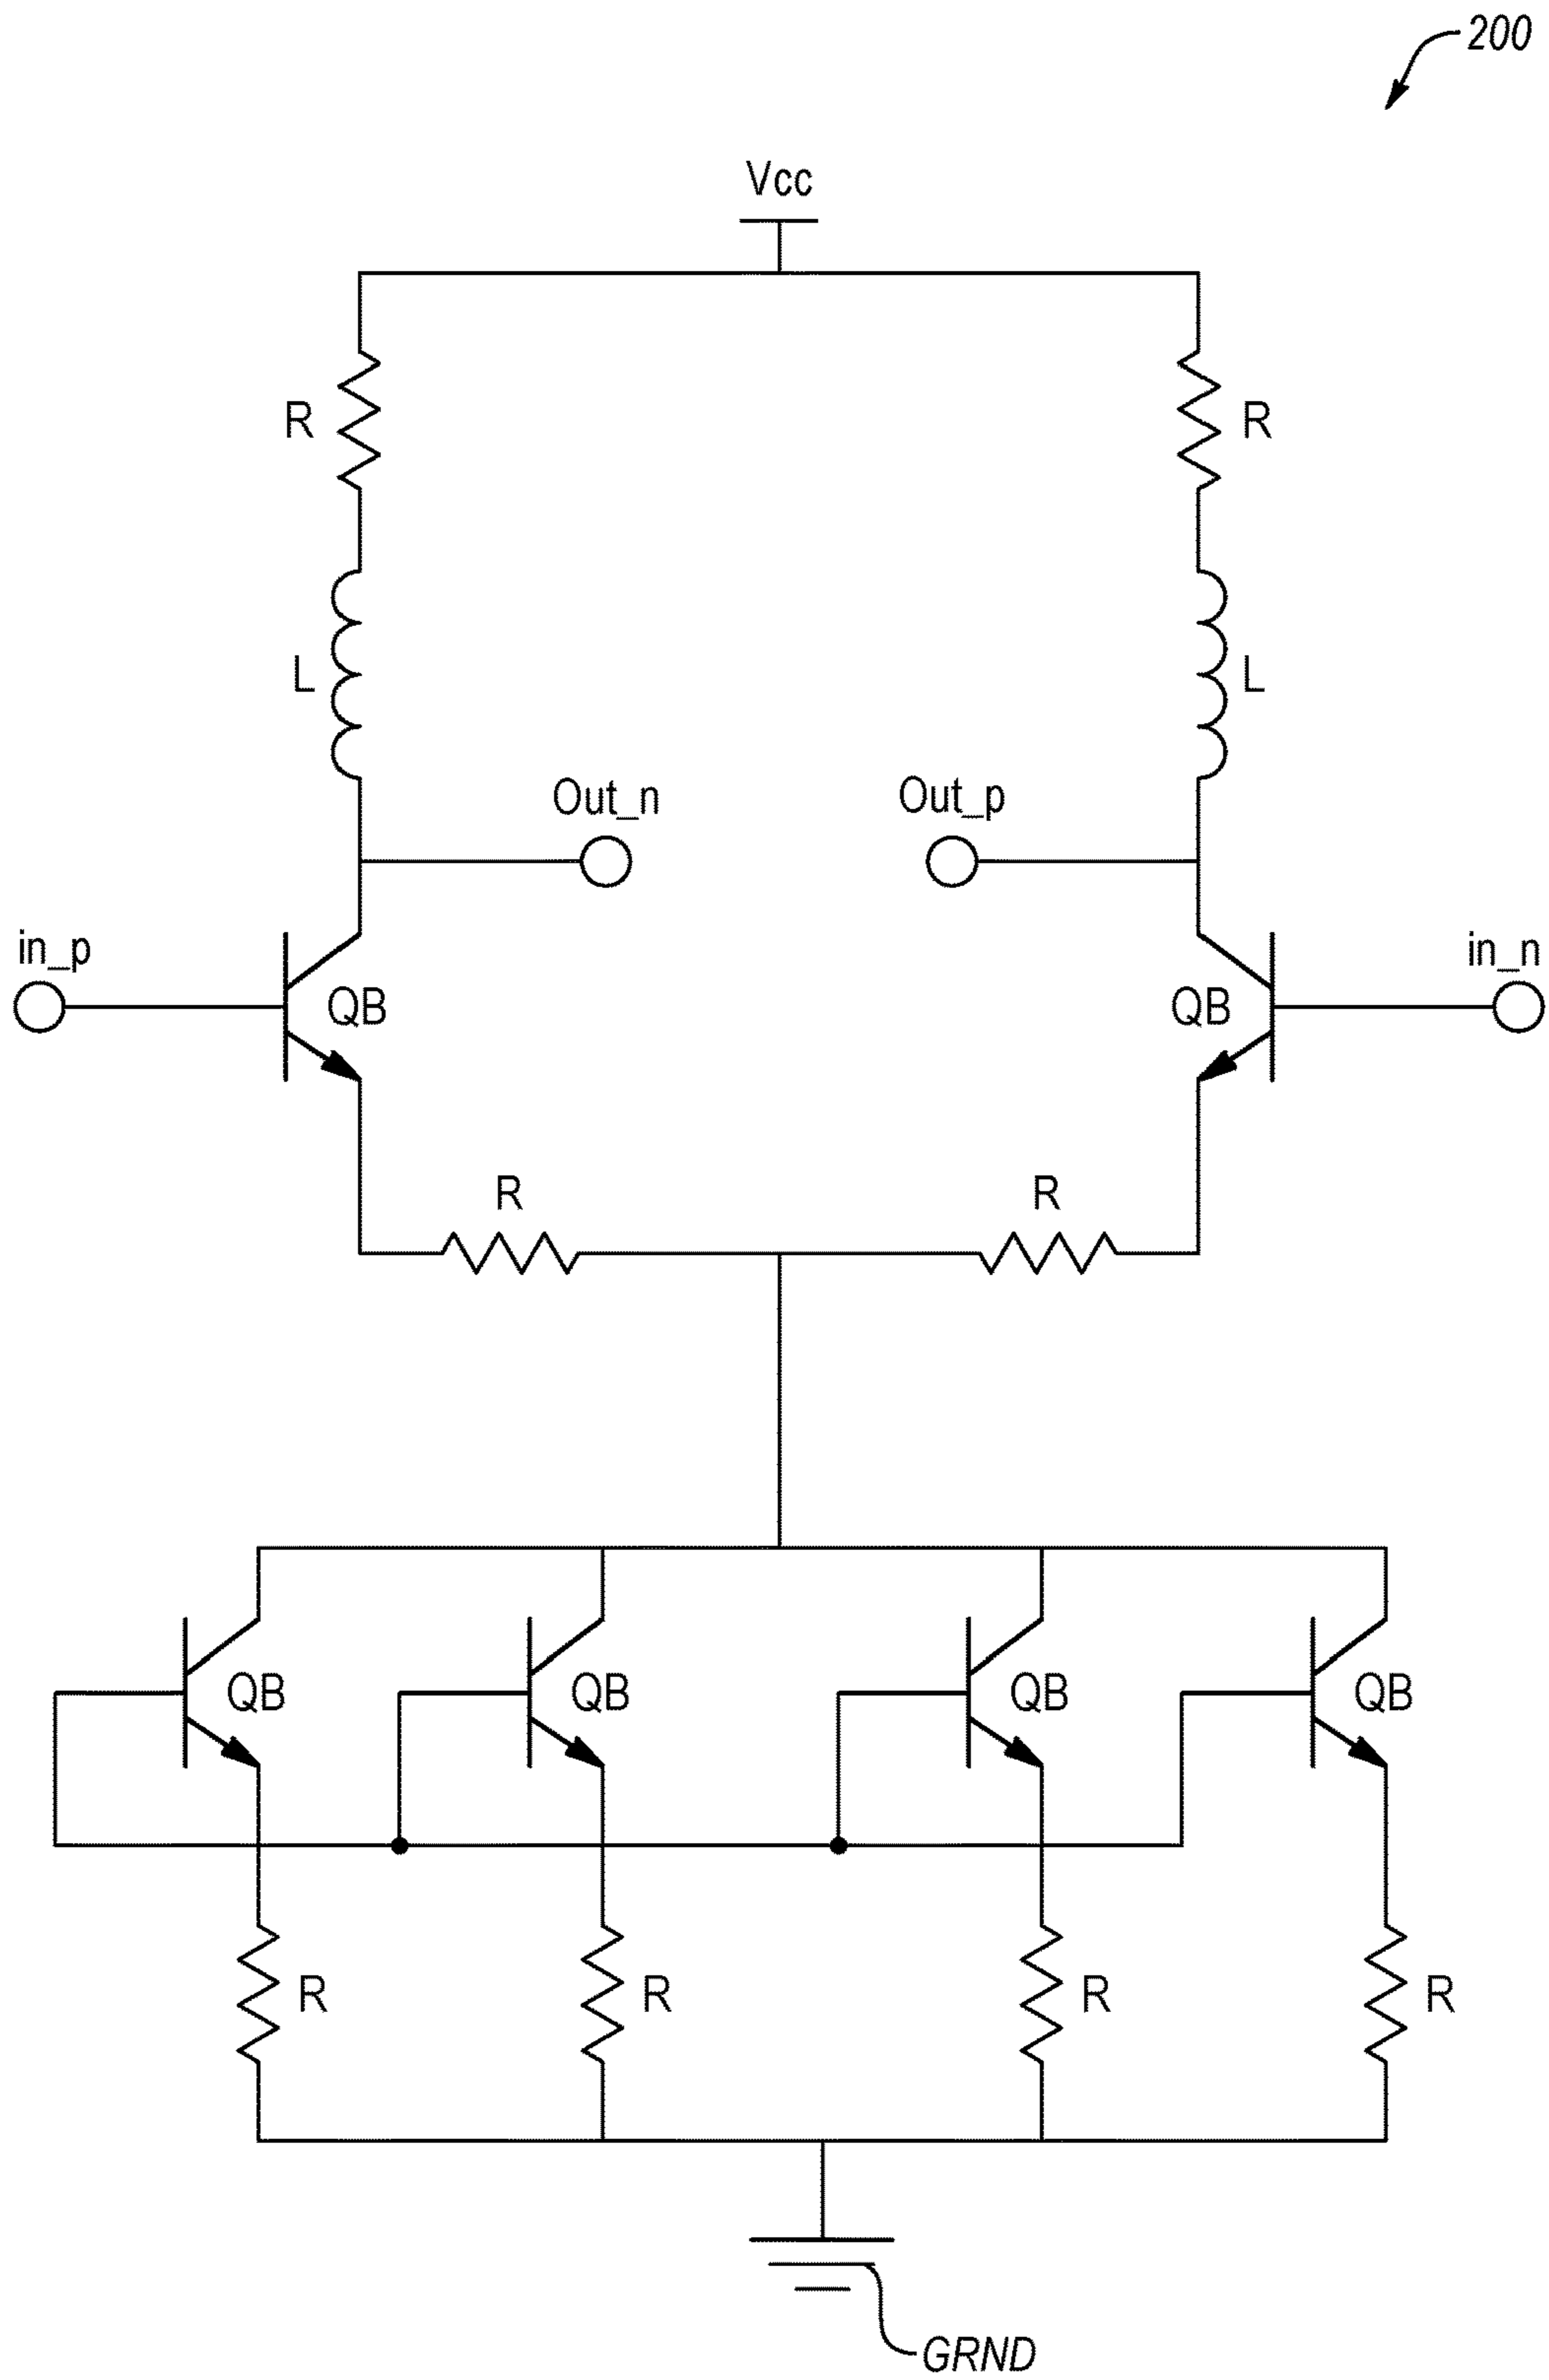 200
Vcc
R R
L L
Out_n Out_p
in_p in_n
QB QB
R R
QB QB QB QB
R R R R
GRND